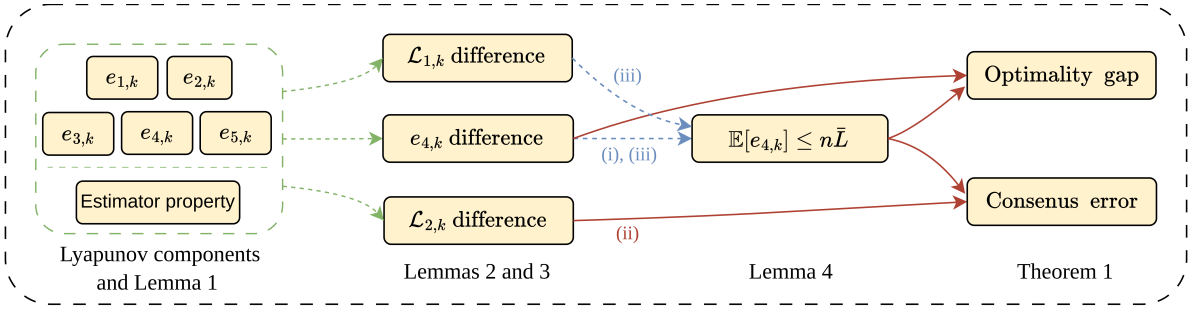 e_{1,k}
e_{2,k}
e_{3,k}
e_{4,k}
e_{5,k}
Estimator property
Lyapunov components
and Lemma 1
ℒ_{1,k} difference
e_{4,k} difference
ℒ_{2,k} difference
Lemmas 2 and 3
(iii)
(i), (iii)
(ii)
𝔼[e_{4,k}] ≤ nL̄
Lemma 4
Optimality gap
Consenus error
Theorem 1